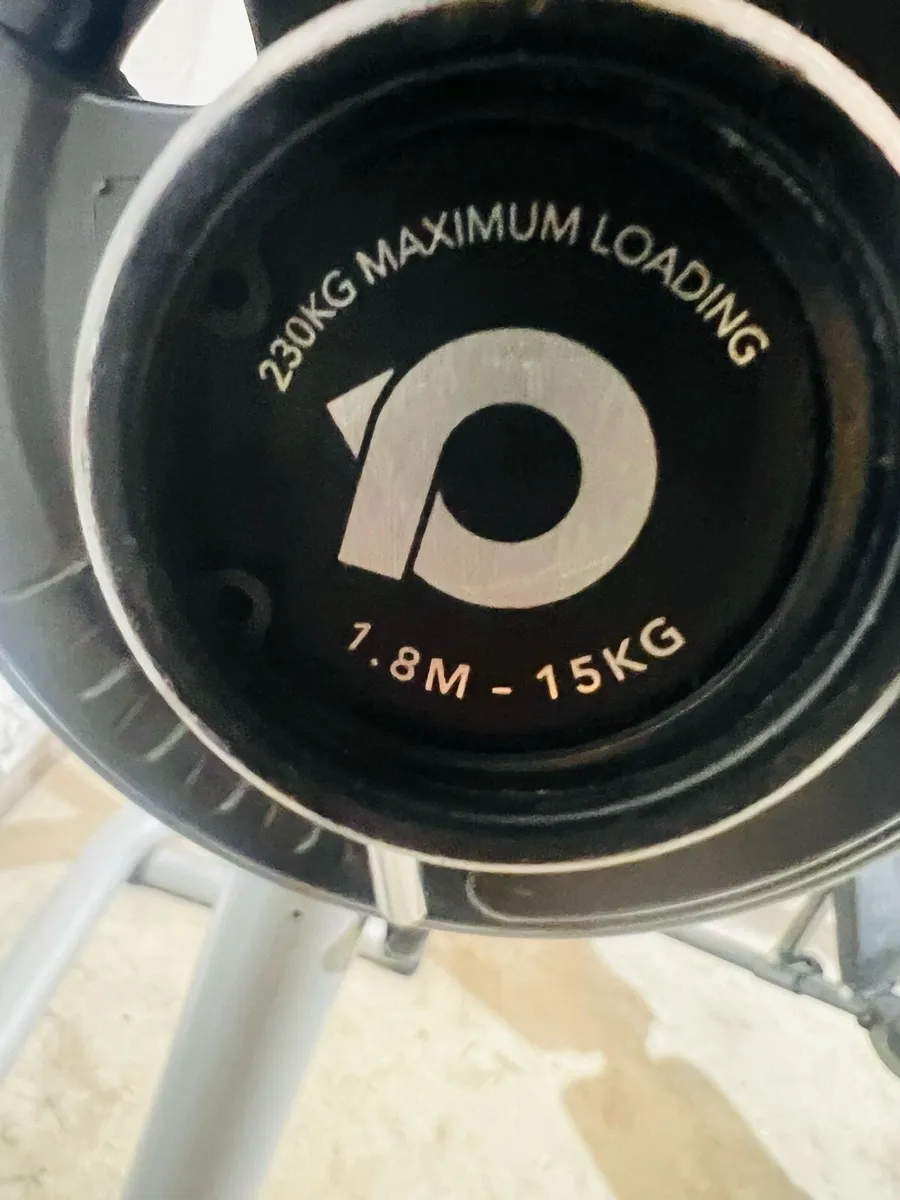 230KG MAXIMUM LOADING
1.8M - 15KG